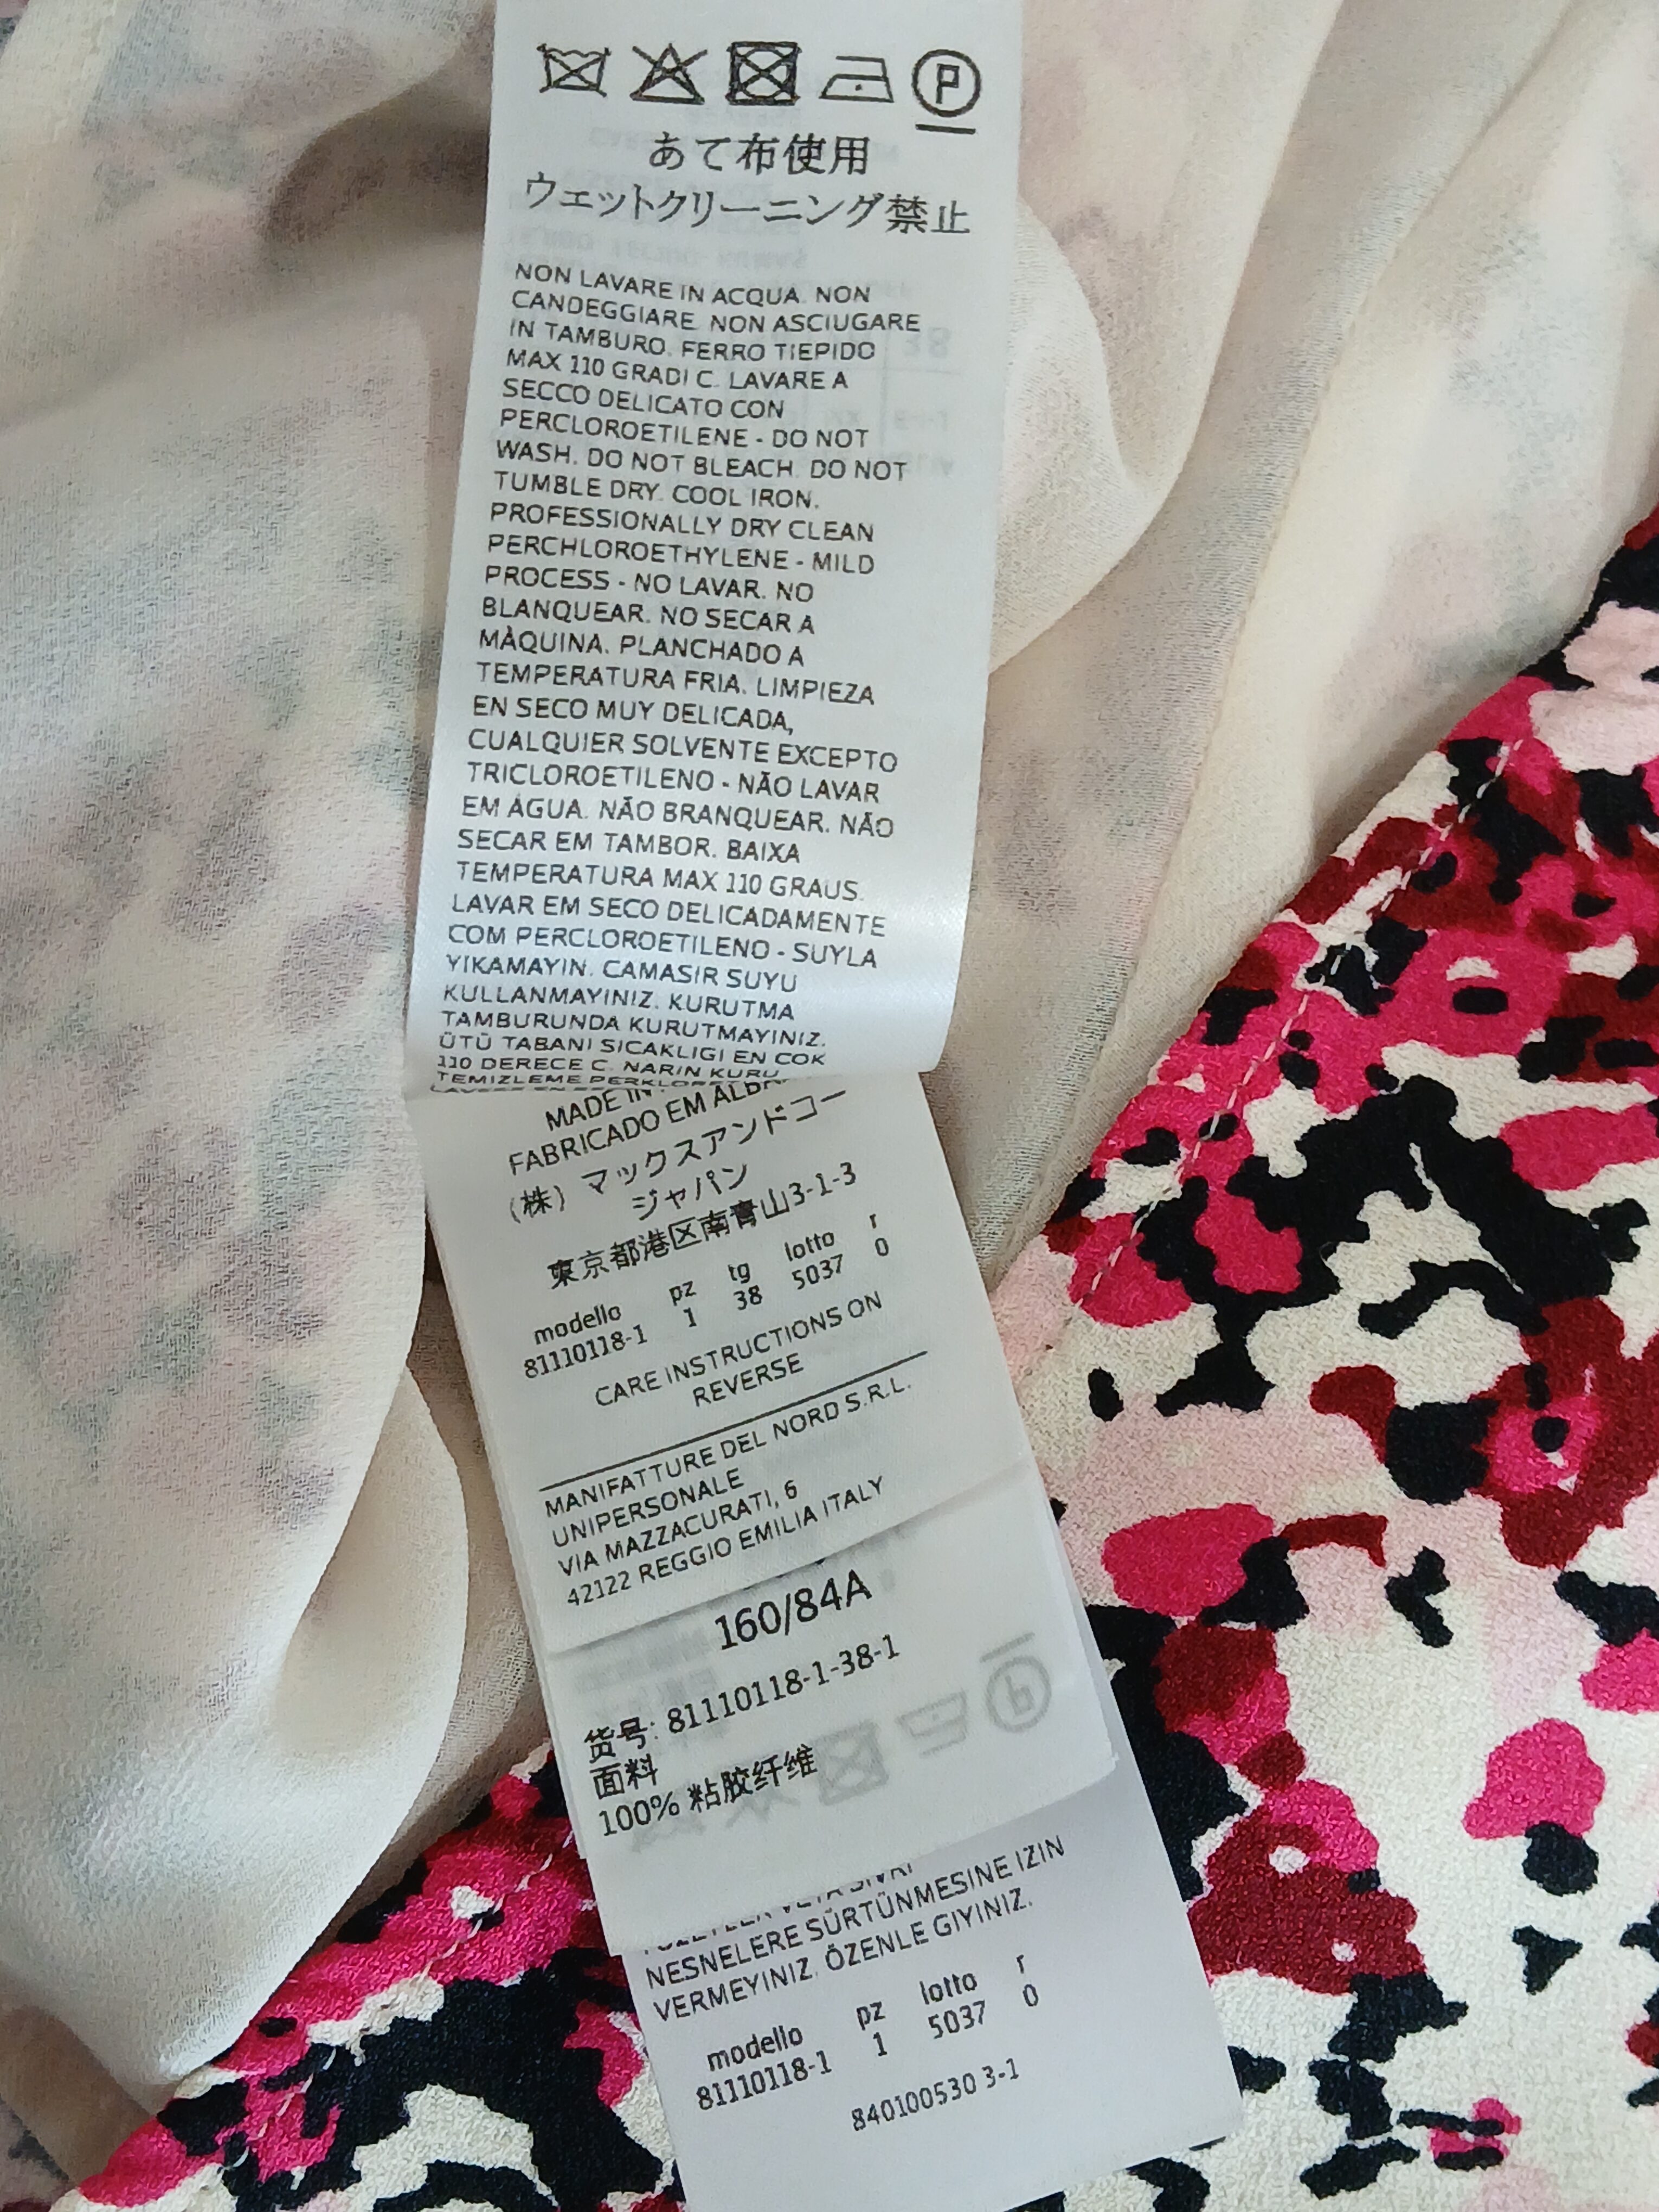 P
あて布使用
ウェットクリーニング禁止
NON LAVARE IN ACQUA. NON
CANDEGGIARE. NON ASCIUGARE
IN TAMBURO. FERRO TIEPIDO
MAX 110 GRADI C. LAVARE A
SECCO DELICATO CON
PERCLOROETILENE - DO NOT
WASH. DO NOT BLEACH. DO NOT
TUMBLE DRY. COOL IRON.
PROFESSIONALLY DRY CLEAN
PERCHLOROETHYLENE - MILD
PROCESS - NO LAVAR. NO
BLANQUEAR. NO SECAR A
MÀQUINA. PLANCHADO A
TEMPERATURA FRIA. LIMPIEZA
EN SECO MUY DELICADA,
CUALQUIER SOLVENTE EXCEPTO
TRICLOROETILENO - NÃO LAVAR
EM ÁGUA. NÃO BRANQUEAR. NÃO
SECAR EM TAMBOR. BAIXA
TEMPERATURA MAX 110 GRAUS.
LAVAR EM SECO DELICADAMENTE
COM PERCLOROETILENO - SUYLA
YIKAMAYIN. CAMASIR SUYU
KULLANMAYINIZ. KURUTMA
TAMBURUNDA KURUTMAYINIZ.
ÜTÜ TABANI SICAKLIGI EN COK
110 DERECE C. NARIN KURU
TEMIZLEME
MADE IN
FABRICADO EM
(株) マックスアンドコー
ジャパン
東京都港区南青山3-1-3
modello pz tg lotto r
81110118-1 1 38 5037 0
CARE INSTRUCTIONS ON
REVERSE
MANIFATTURE DEL NORD S.R.L.
UNIPERSONALE
VIA MAZZACURATI, 6
42122 REGGIO EMILIA ITALY
160/84A
货号: 81110118-1-38-1
面料
100% 粘胶纤维
NESNELERE SÜRTÜNMESINE IZIN
VERMEYINIZ. ÖZENLE GIYINIZ.
modello pz lotto r
81110118-1 1 5037 0
840100530 3-1